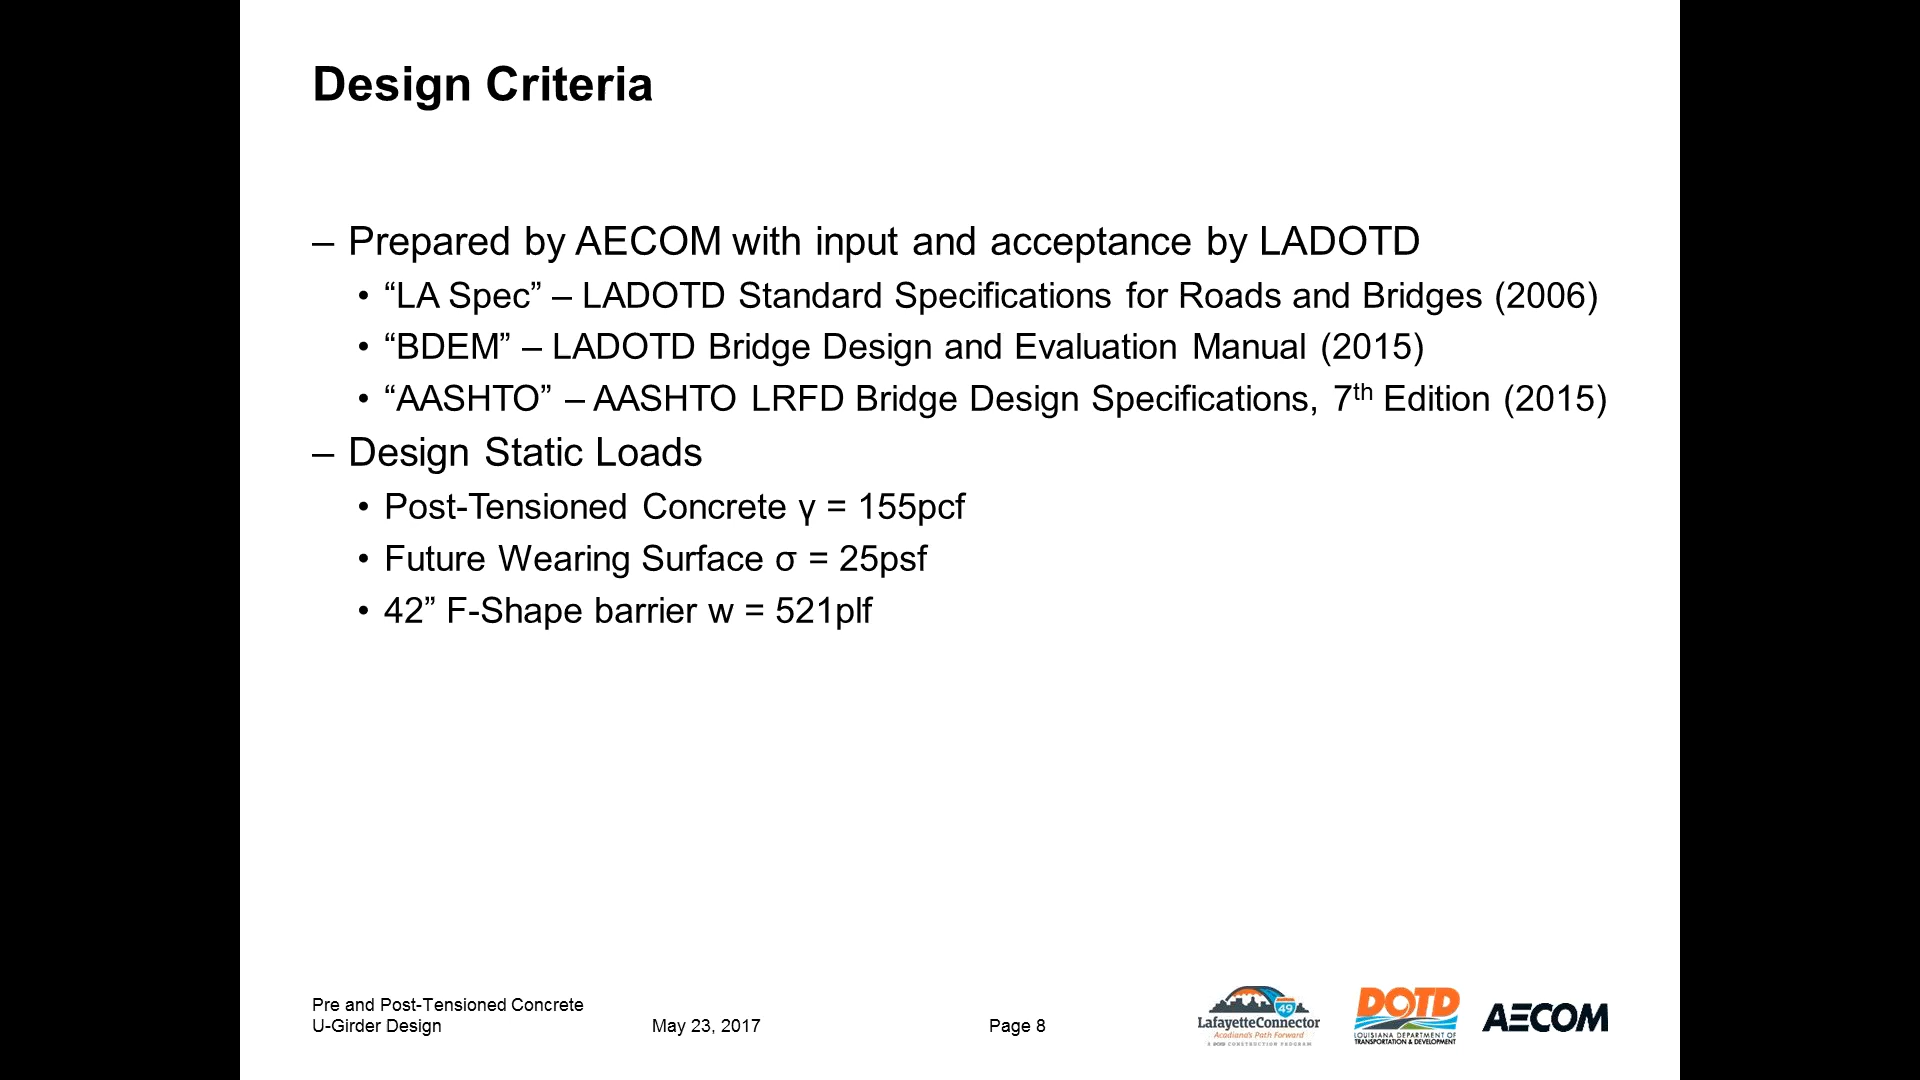 Design Criteria
– Prepared by AECOM with input and acceptance by LADOTD
• “LA Spec” – LADOTD Standard Specifications for Roads and Bridges (2006)
• “BDEM” – LADOTD Bridge Design and Evaluation Manual (2015)
• “AASHTO” – AASHTO LRFD Bridge Design Specifications, 7th Edition (2015)
– Design Static Loads
• Post-Tensioned Concrete γ = 155pcf
• Future Wearing Surface σ = 25psf
• 42” F-Shape barrier w = 521plf
Pre and Post-Tensioned Concrete
U-Girder Design
May 23, 2017
Page 8
49
LafayetteConnector
Acadiana's Path Forward
A DOTD CONSTRUCTION PROGRAM
DOTD
LOUISIANA DEPARTMENT OF
TRANSPORTATION & DEVELOPMENT
AECOM